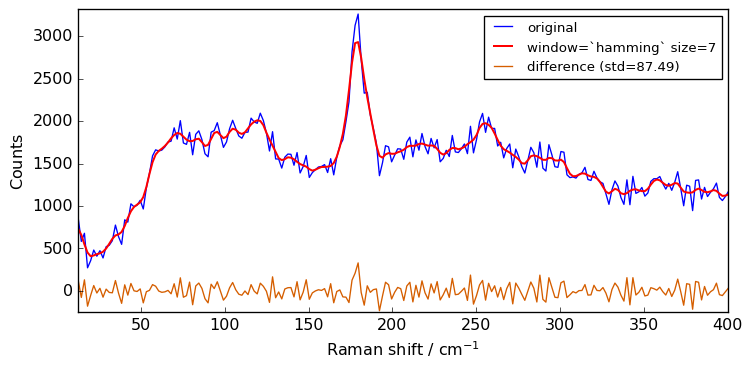 original
window=`hamming` size=7
difference (std=87.49)
Counts
3000
2500
2000
1500
1000
500
0
50 100 150 200 250 300 350 400
Raman shift / cm⁻¹